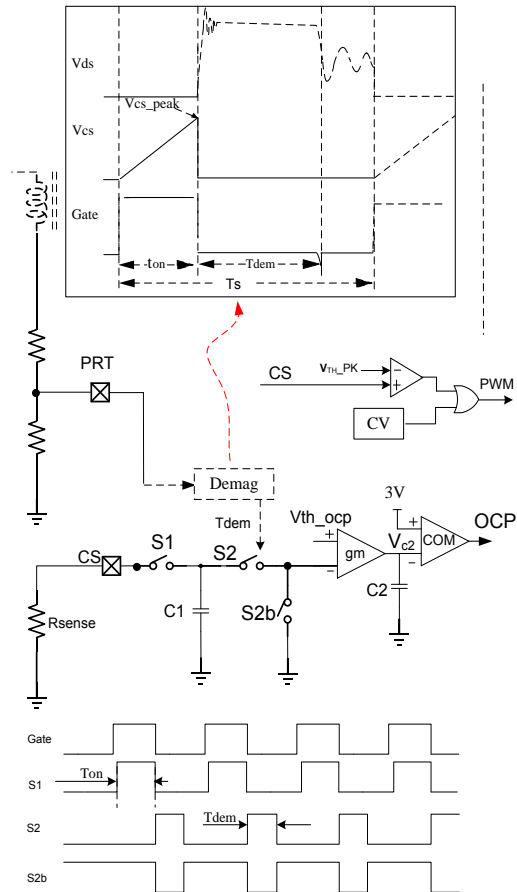 Vds
Vcs_peak
Vcs
Gate
ton
Tdem
Ts
PRT
CS
VTH_PK
−
+
PWM
CV
Demag
Tdem
3V
Vth_ocp
+
OCP
CS
S1
S2
+
gm
Vc2
COM
−
−
Rsense
C1
S2b
C2
Gate
Ton
S1
S2
Tdem
S2b